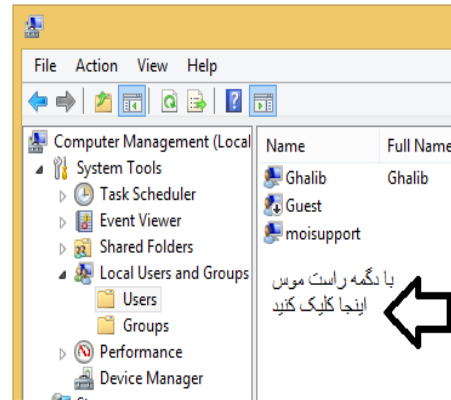 File Action View Help
Computer Management (Local
System Tools
Task Scheduler
Event Viewer
Shared Folders
Local Users and Groups
Users
Groups
Performance
Device Manager
Name Full Name
Ghalib Ghalib
Guest
moisupport
با دگمه راست موس
اینجا کلیک کنید